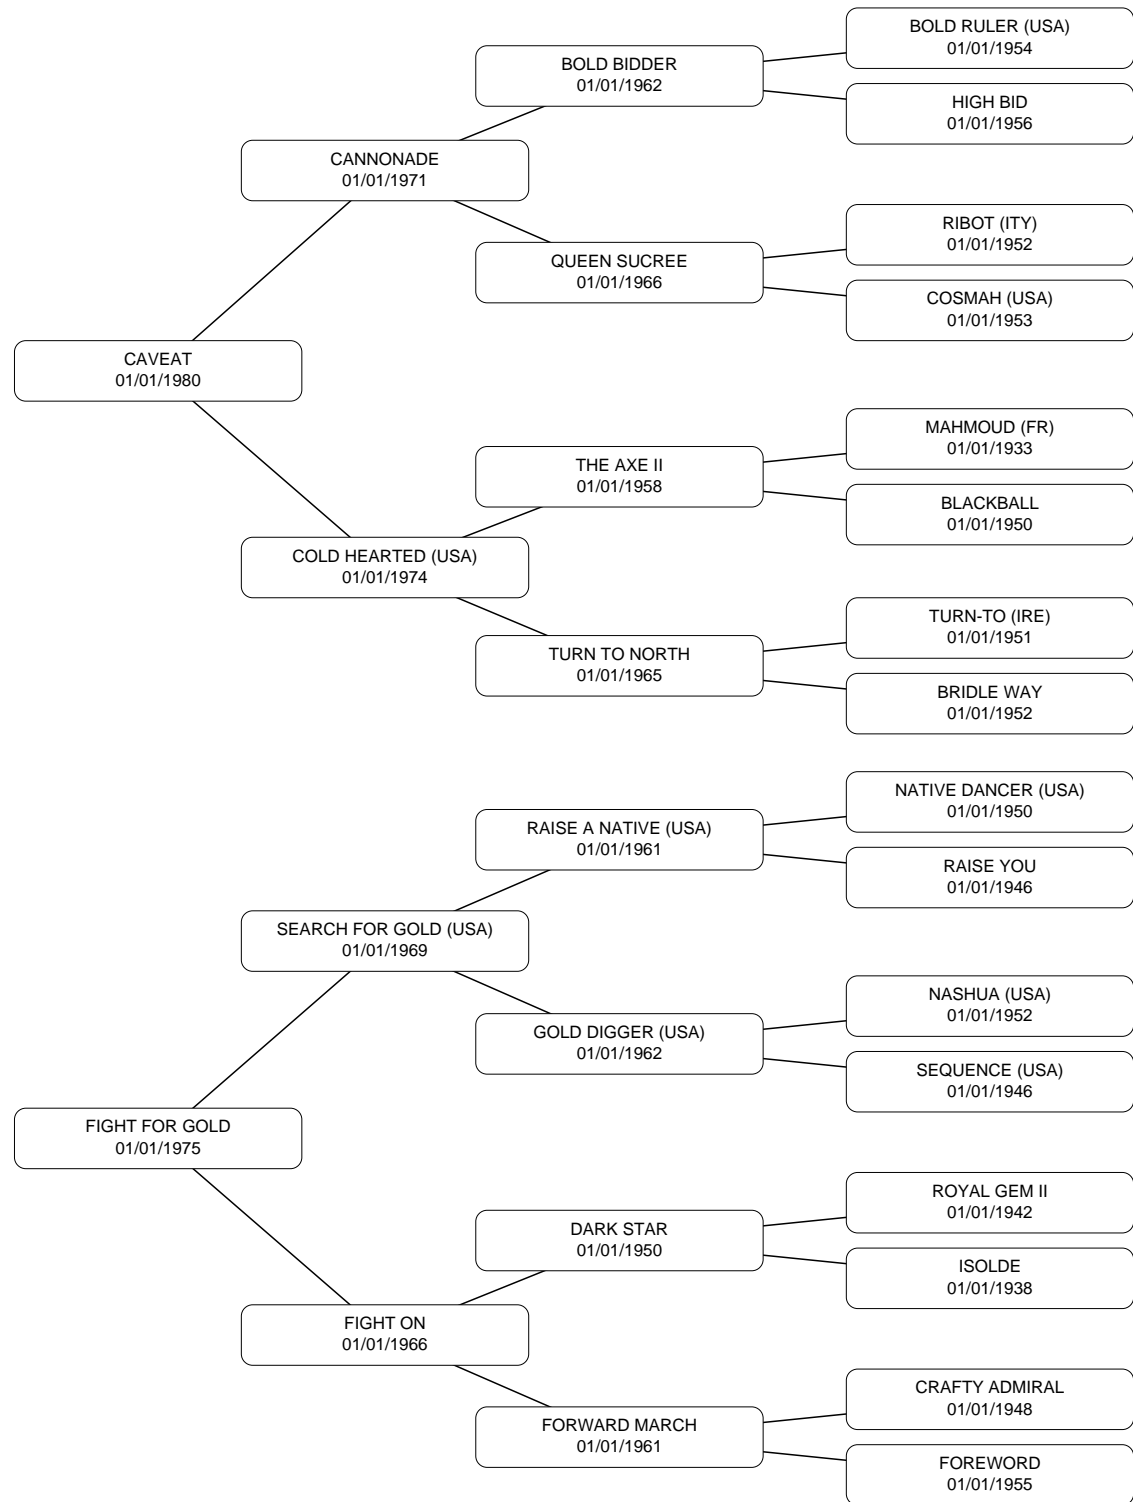 BOLD RULER (USA)
01/01/1954
BOLD BIDDER
01/01/1962
HIGH BID
01/01/1956
CANNONADE
01/01/1971
RIBOT (ITY)
01/01/1952
QUEEN SUCREE
01/01/1966
COSMAH (USA)
01/01/1953
CAVEAT
01/01/1980
MAHMOUD (FR)
01/01/1933
THE AXE II
01/01/1958
BLACKBALL
01/01/1950
COLD HEARTED (USA)
01/01/1974
TURN-TO (IRE)
01/01/1951
TURN TO NORTH
01/01/1965
BRIDLE WAY
01/01/1952
NATIVE DANCER (USA)
01/01/1950
RAISE A NATIVE (USA)
01/01/1961
RAISE YOU
01/01/1946
SEARCH FOR GOLD (USA)
01/01/1969
NASHUA (USA)
01/01/1952
GOLD DIGGER (USA)
01/01/1962
SEQUENCE (USA)
01/01/1946
FIGHT FOR GOLD
01/01/1975
ROYAL GEM II
01/01/1942
DARK STAR
01/01/1950
ISOLDE
01/01/1938
FIGHT ON
01/01/1966
CRAFTY ADMIRAL
01/01/1948
FORWARD MARCH
01/01/1961
FOREWORD
01/01/1955